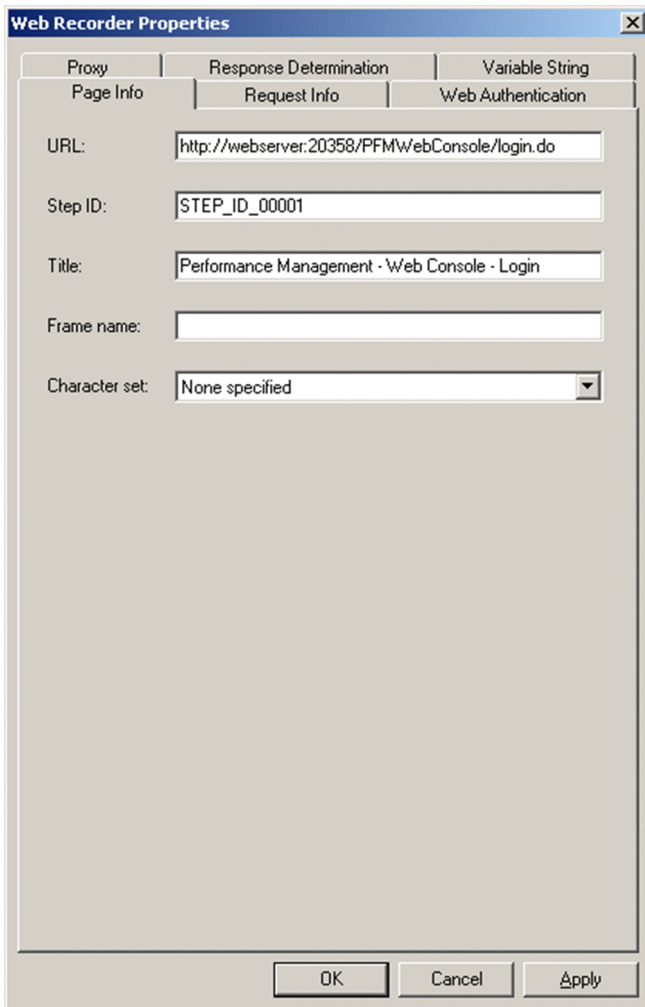 Web Recorder Properties
Proxy Response Determination Variable String
Page Info Request Info Web Authentication
URL: http://webserver:20358/PFMWebConsole/login.do
Step ID: STEP_ID_00001
Title: Performance Management - Web Console - Login
Frame name:
Character set: None specified
OK Cancel Apply